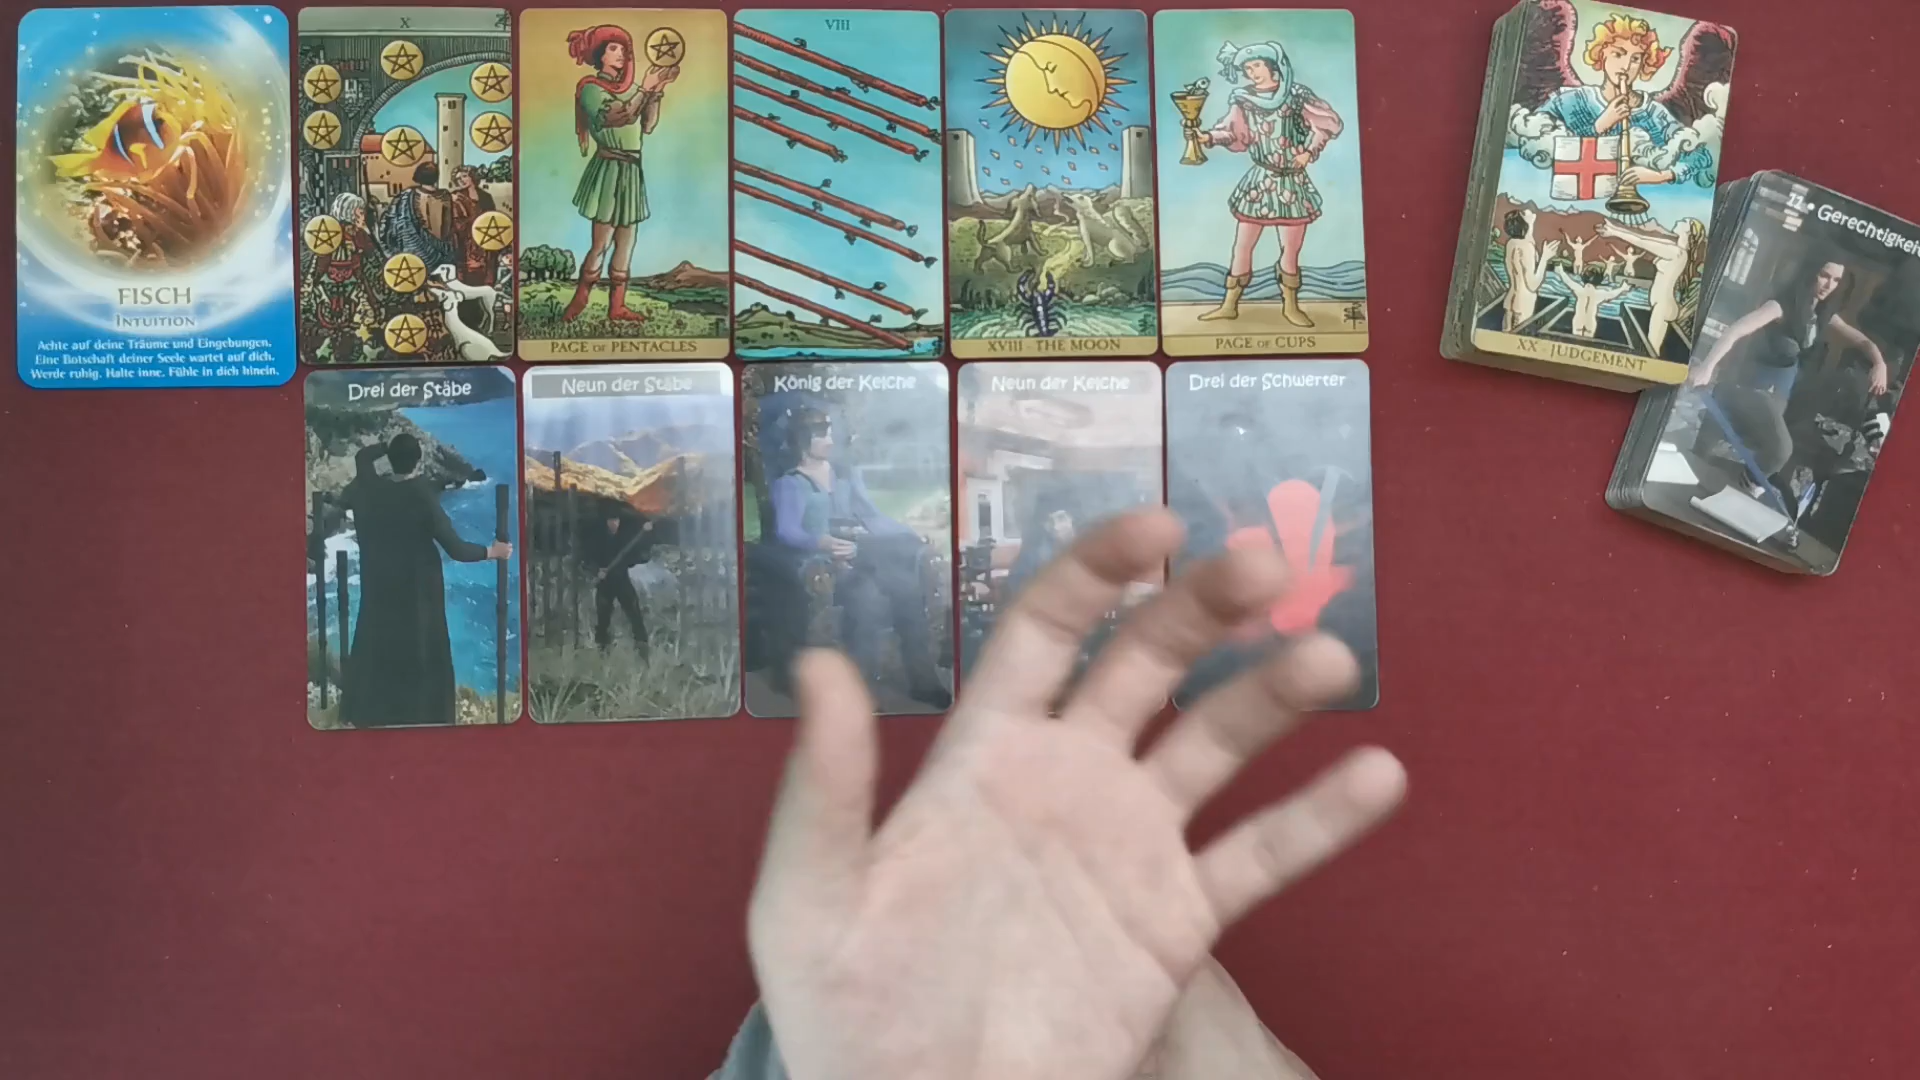 FISCH
INTUITION
Achte auf deine Träume und Eingebungen.
Eine Botschaft deiner Seele wartet auf dich.
Werde ruhig. Halte inne. Fühle in dich hinein.
X
PAGE OF PENTACLES
VIII
XVIII - THE MOON
PAGE OF CUPS
XX - JUDGEMENT
11 • Gerechtigkeit
Drei der Stäbe
Neun der Stäbe
König der Kelche
Neun der Kelche
Drei der Schwerter